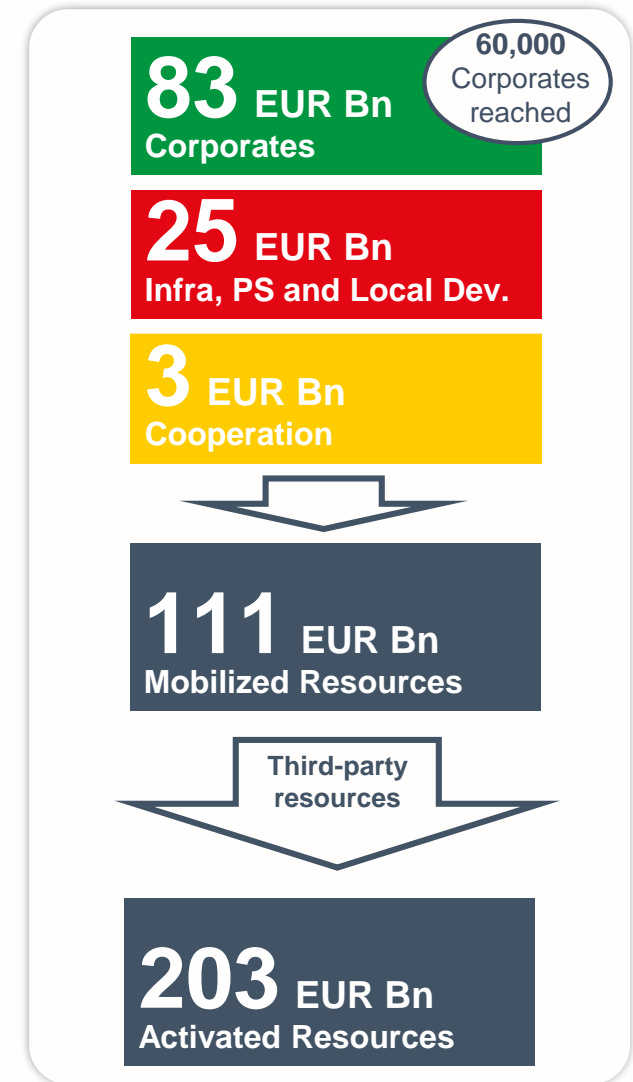 60,000
Corporates
reached
83 EUR Bn
Corporates
25 EUR Bn
Infra, PS and Local Dev.
3 EUR Bn
Cooperation
111 EUR Bn
Mobilized Resources
Third-party
resources
203 EUR Bn
Activated Resources